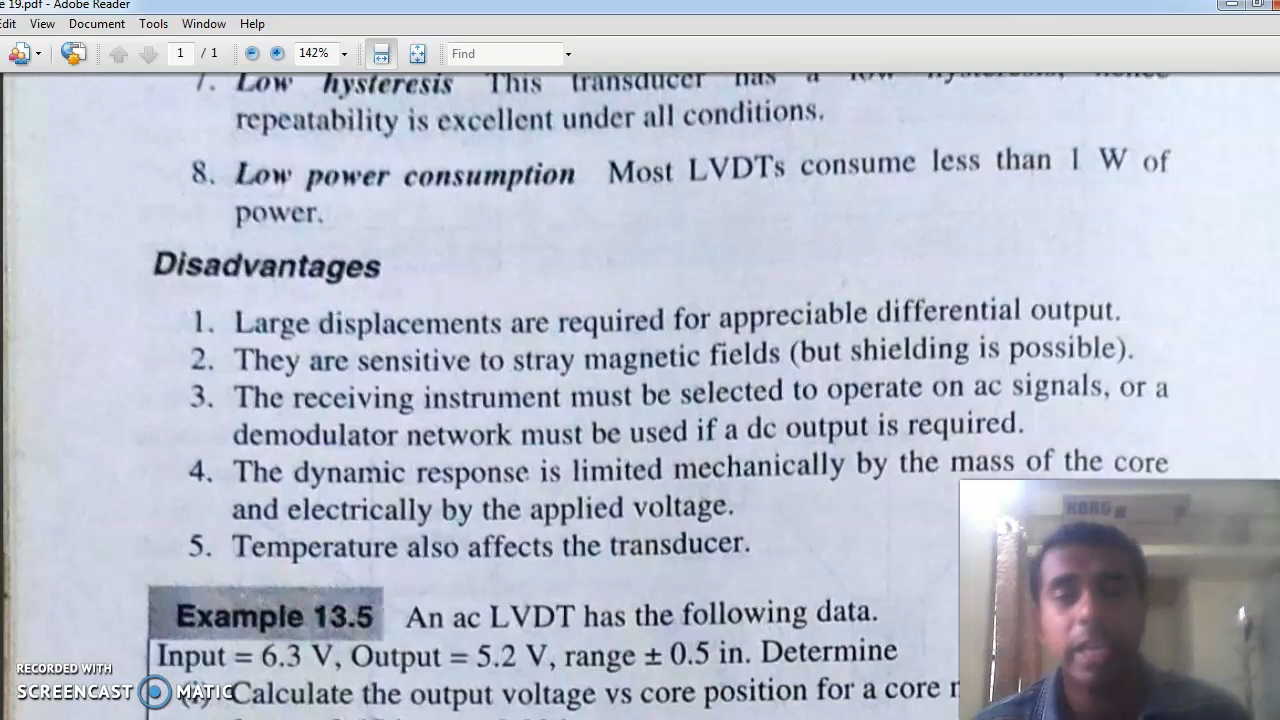 e 19.pdf - Adobe Reader
Edit View Document Tools Window Help
1 / 1 142% Find
7. Low hysteresis This transducer has a low
repeatability is excellent under all conditions.
8. Low power consumption Most LVDTs consume less than 1 W of
power.
Disadvantages
1. Large displacements are required for appreciable differential output.
2. They are sensitive to stray magnetic fields (but shielding is possible).
3. The receiving instrument must be selected to operate on ac signals, or a
demodulator network must be used if a dc output is required.
4. The dynamic response is limited mechanically by the mass of the core
and electrically by the applied voltage.
5. Temperature also affects the transducer.
KORG
Example 13.5 An ac LVDT has the following data.
Input = 6.3 V, Output = 5.2 V, range ± 0.5 in. Determine
(i) Calculate the output voltage vs core position for a core
RECORDED WITH
SCREENCAST MATIC